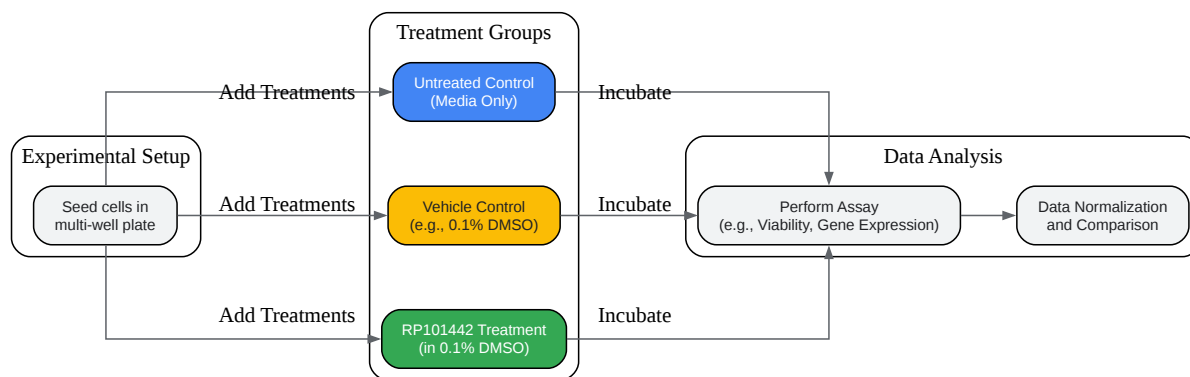 Treatment Groups
Untreated Control
(Media Only)
Add Treatments
Incubate
Experimental Setup
Data Analysis
Seed cells in
multi-well plate
Add Treatments
Vehicle Control
(e.g., 0.1% DMSO)
Incubate
Perform Assay
(e.g., Viability, Gene Expression)
Data Normalization
and Comparison
Add Treatments
RP101442 Treatment
(in 0.1% DMSO)
Incubate